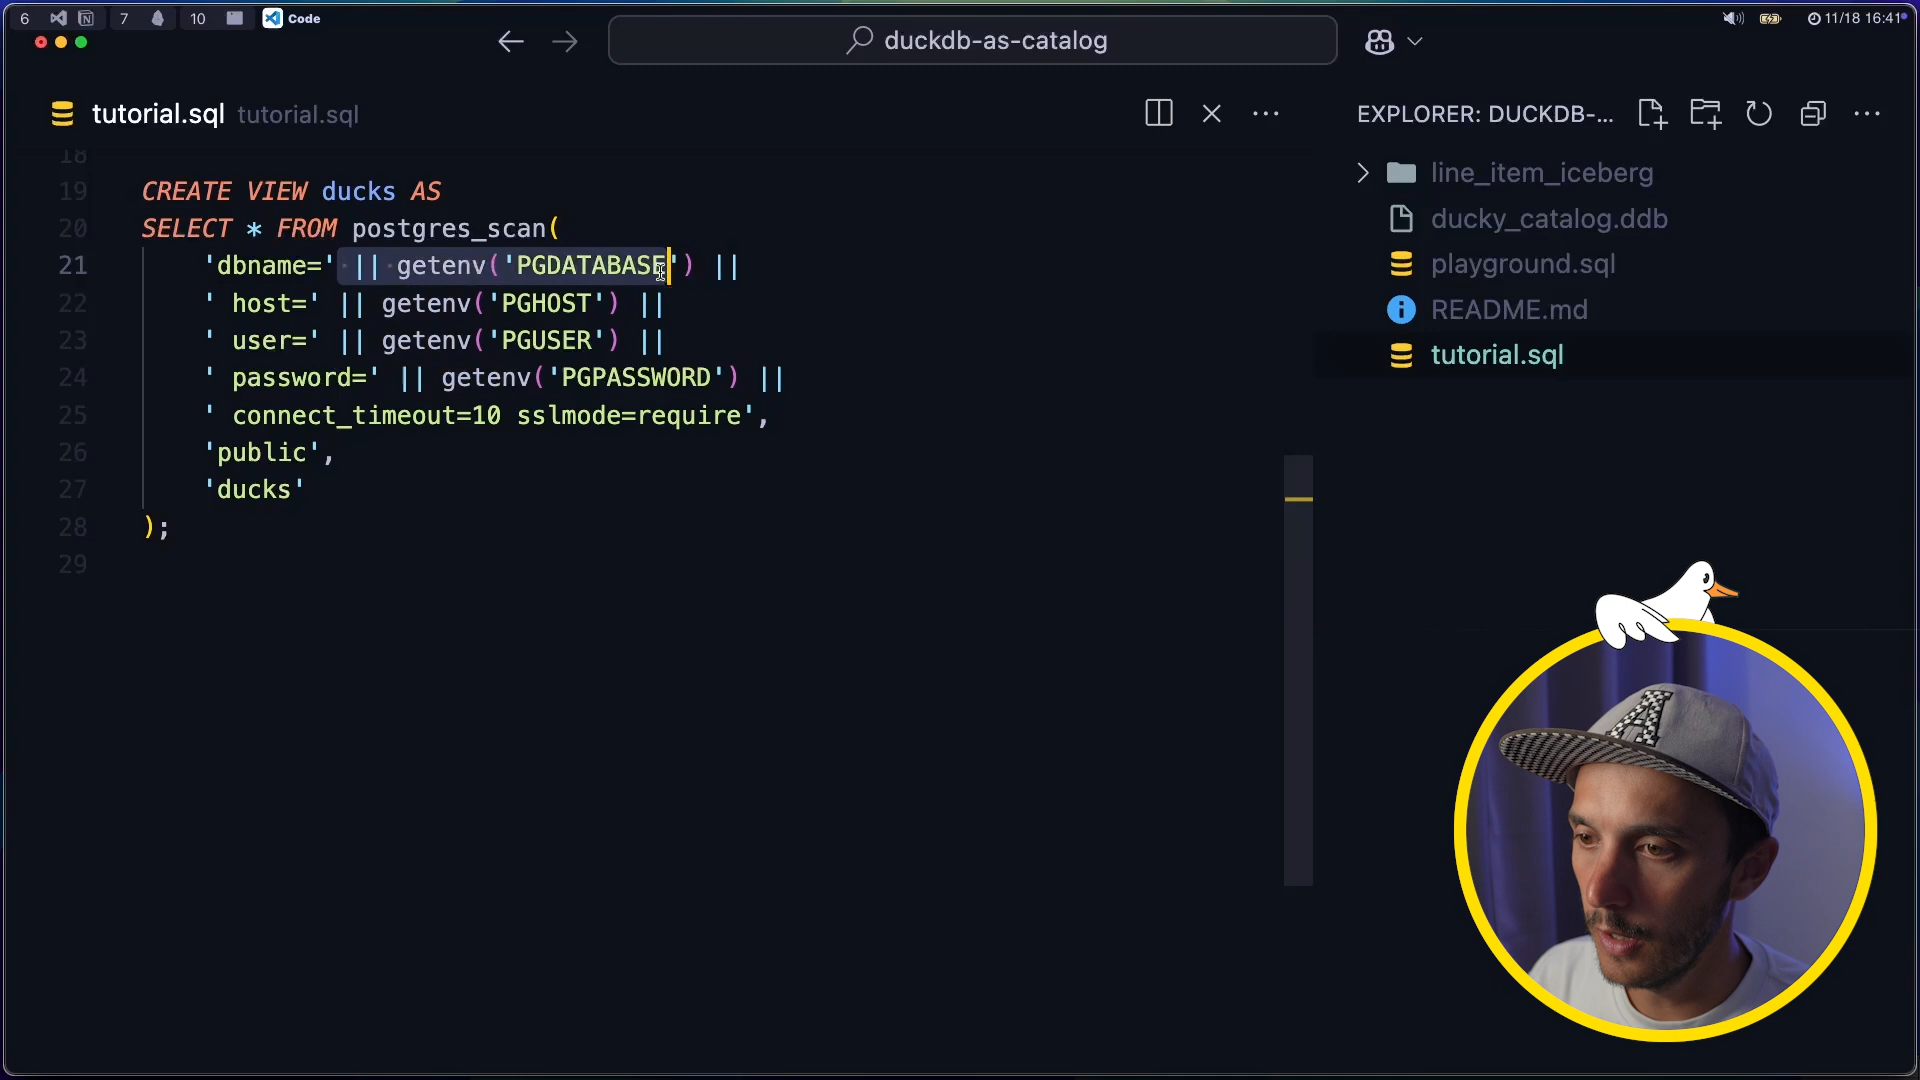 6 7 10 Code 11/18 16:41
duckdb-as-catalog
tutorial.sql tutorial.sql
EXPLORER: DUCKDB-...
18
19 CREATE VIEW ducks AS
20 SELECT * FROM postgres_scan(
21 'dbname=' || getenv('PGDATABASE') ||
22 ' host=' || getenv('PGHOST') ||
23 ' user=' || getenv('PGUSER') ||
24 ' password=' || getenv('PGPASSWORD') ||
25 ' connect_timeout=10 sslmode=require',
26 'public',
27 'ducks'
28 );
29
line_item_iceberg
ducky_catalog.ddb
playground.sql
README.md
tutorial.sql
A